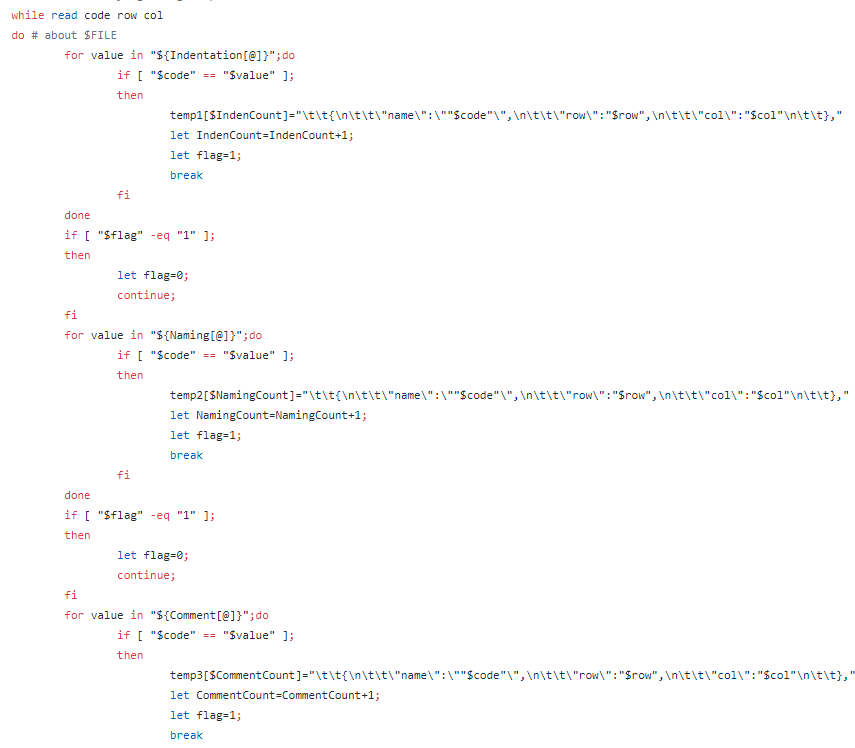 while read code row col
do # about $FILE
for value in "${Indentation[@]}";do
if [ "$code" == "$value" ];
then
temp1[$IndenCount]="\t\t{\n\t\t\"name\":\""$code"\",\n\t\t\"row\":"$row",\n\t\t\"col\":"$col"\n\t\t},"
let IndenCount=IndenCount+1;
let flag=1;
break
fi
done
if [ "$flag" -eq "1" ];
then
let flag=0;
continue;
fi
for value in "${Naming[@]}";do
if [ "$code" == "$value" ];
then
temp2[$NamingCount]="\t\t{\n\t\t\"name\":\""$code"\",\n\t\t\"row\":"$row",\n\t\t\"col\":"$col"\n\t\t},"
let NamingCount=NamingCount+1;
let flag=1;
break
fi
done
if [ "$flag" -eq "1" ];
then
let flag=0;
continue;
fi
for value in "${Comment[@]}";do
if [ "$code" == "$value" ];
then
temp3[$CommentCount]="\t\t{\n\t\t\"name\":\""$code"\",\n\t\t\"row\":"$row",\n\t\t\"col\":"$col"\n\t\t},"
let CommentCount=CommentCount+1;
let flag=1;
break